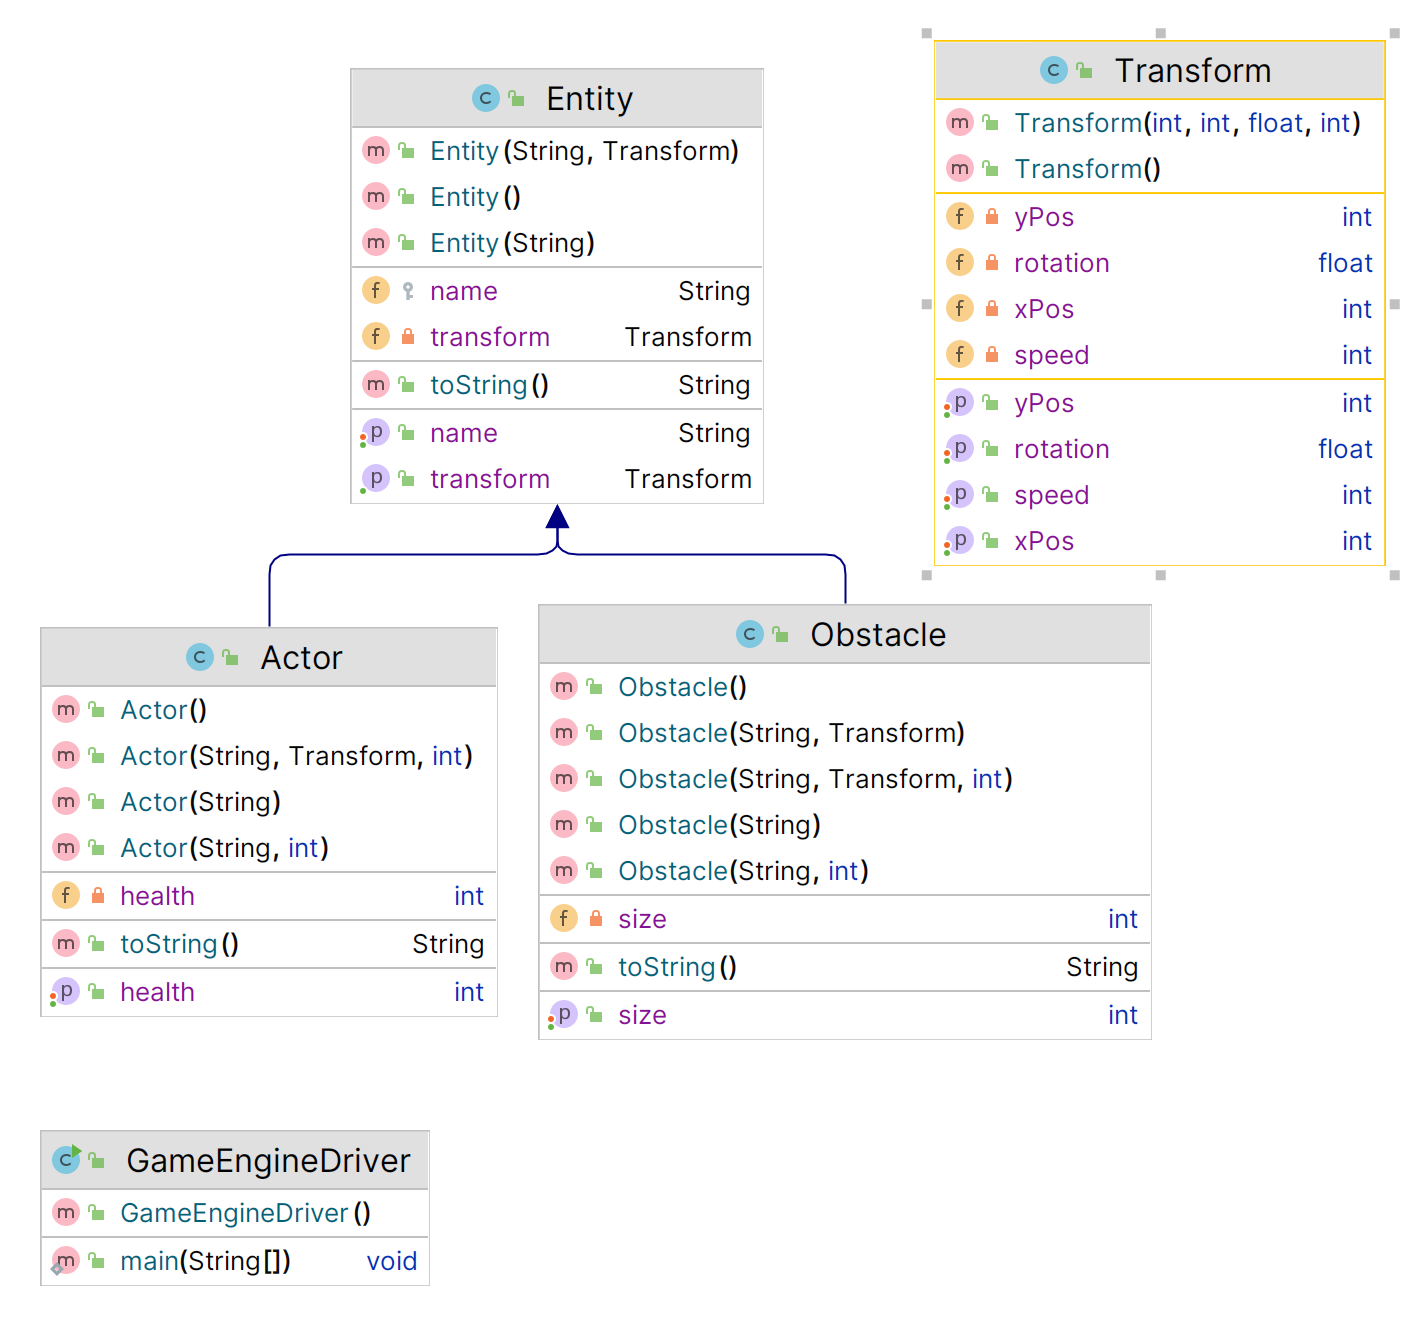 Entity
Entity(String, Transform)
Entity()
Entity(String)
name String
transform Transform
toString() String
name String
transform Transform
Transform
Transform(int, int, float, int)
Transform()
yPos int
rotation float
xPos int
speed int
yPos int
rotation float
speed int
xPos int
Actor
Actor()
Actor(String, Transform, int)
Actor(String)
Actor(String, int)
health int
toString() String
health int
Obstacle
Obstacle()
Obstacle(String, Transform)
Obstacle(String, Transform, int)
Obstacle(String)
Obstacle(String, int)
size int
toString() String
size int
GameEngineDriver
GameEngineDriver()
main(String[]) void